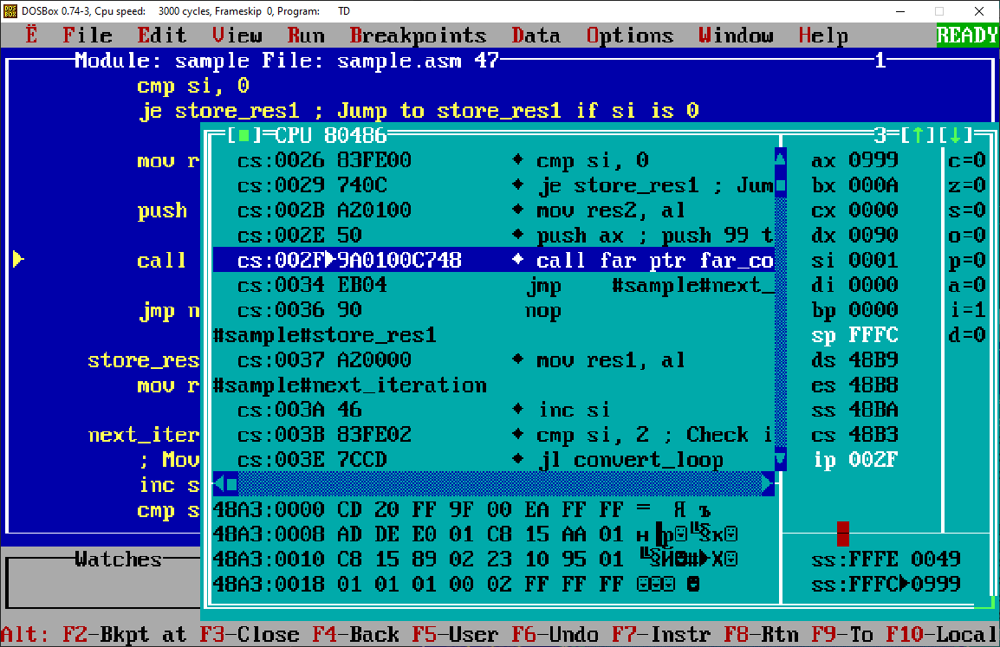 DOSBox 0.74-3, Cpu speed: 3000 cycles, Frameskip 0, Program: TD
Ë File Edit View Run Breakpoints Data Options Window Help READY
Module: sample File: sample.asm 47 1
cmp si, 0
je store_res1 ; Jump to store_res1 if si is 0
mov r
push
call
jmp n
store_res
mov r
next_iter
; Mov
inc s
cmp s
[■]=CPU 80486 3=[↑][↓]
cs:0026 83FE00 ♦ cmp si, 0
cs:0029 740C ♦ je store_res1 ; Jum
cs:002B A20100 ♦ mov res2, al
cs:002E 50 ♦ push ax ; push 99 t
cs:002F►9A0100C748 ♦ call far ptr far_co
cs:0034 EB04 jmp #sample#next_
cs:0036 90 nop
#sample#store_res1
cs:0037 A20000 ♦ mov res1, al
#sample#next_iteration
cs:003A 46 ♦ inc si
cs:003B 83FE02 ♦ cmp si, 2 ; Check i
cs:003E 7CCD ♦ jl convert_loop
ax 0999 c=0
bx 000A z=0
cx 0000 s=0
dx 0090 o=0
si 0001 p=0
di 0000 a=0
bp 0000 i=1
sp FFFC d=0
ds 48B9
es 48B8
ss 48BA
cs 48B3
ip 002F
48A3:0000 CD 20 FF 9F 00 EA FF FF = Я ъ
48A3:0008 AD DE E0 01 C8 15 AA 01 н▐р☺╚§к☺
48A3:0010 C8 15 89 02 23 10 95 01 ╚§Й☻#►Х☺
48A3:0018 01 01 01 00 02 FF FF FF ☺☺☺ ☻
ss:FFFE 0049
ss:FFFC►0999
Watches
Alt: F2-Bkpt at F3-Close F4-Back F5-User F6-Undo F7-Instr F8-Rtn F9-To F10-Local